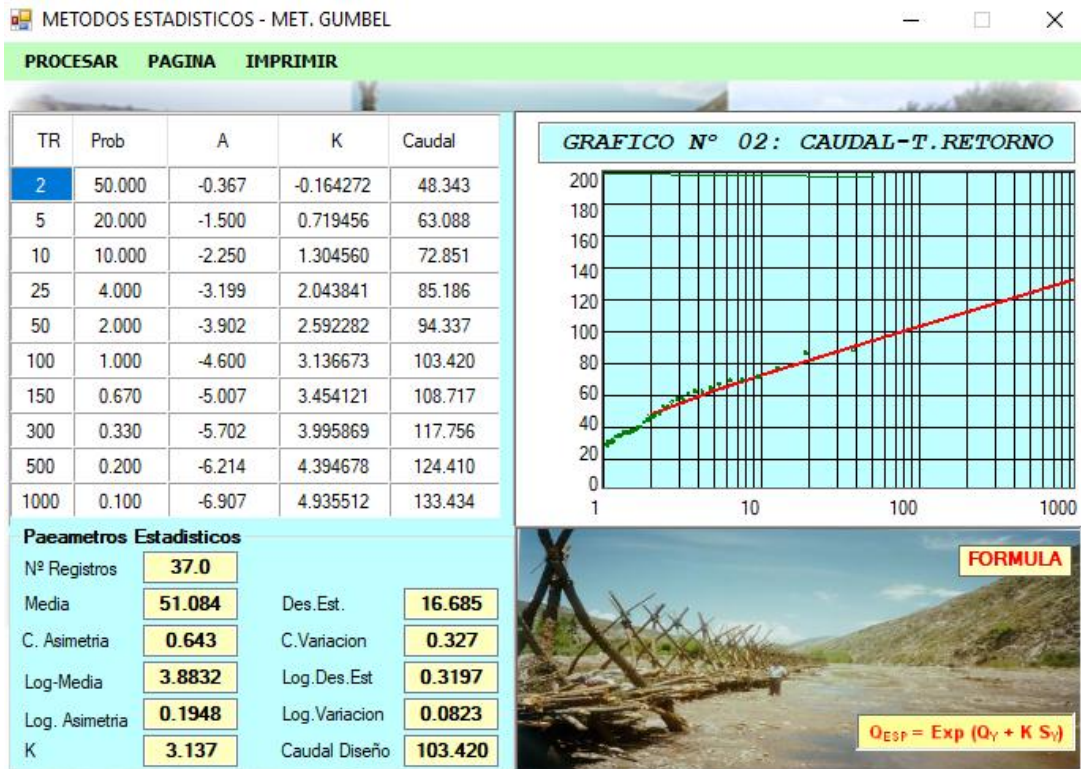 METODOS ESTADISTICOS - MET. GUMBEL
PROCESAR PAGINA IMPRIMIR
TR Prob A K Caudal
2 50.000 -0.367 -0.164272 48.343
5 20.000 -1.500 0.719456 63.088
10 10.000 -2.250 1.304560 72.851
25 4.000 -3.199 2.043841 85.186
50 2.000 -3.902 2.592282 94.337
100 1.000 -4.600 3.136673 103.420
150 0.670 -5.007 3.454121 108.717
300 0.330 -5.702 3.995869 117.756
500 0.200 -6.214 4.394678 124.410
1000 0.100 -6.907 4.935512 133.434
GRAFICO Nº 02: CAUDAL-T.RETORNO
200
180
160
140
120
100
80
60
40
20
0
1 10 100 1000
Paeametros Estadisticos
Nº Registros 37.0
Media 51.084 Des.Est. 16.685
C. Asimetria 0.643 C.Variacion 0.327
Log-Media 3.8832 Log.Des.Est 0.3197
Log. Asimetria 0.1948 Log.Variacion 0.0823
K 3.137 Caudal Diseño 103.420
FORMULA
QESP = Exp (QY + K SY)